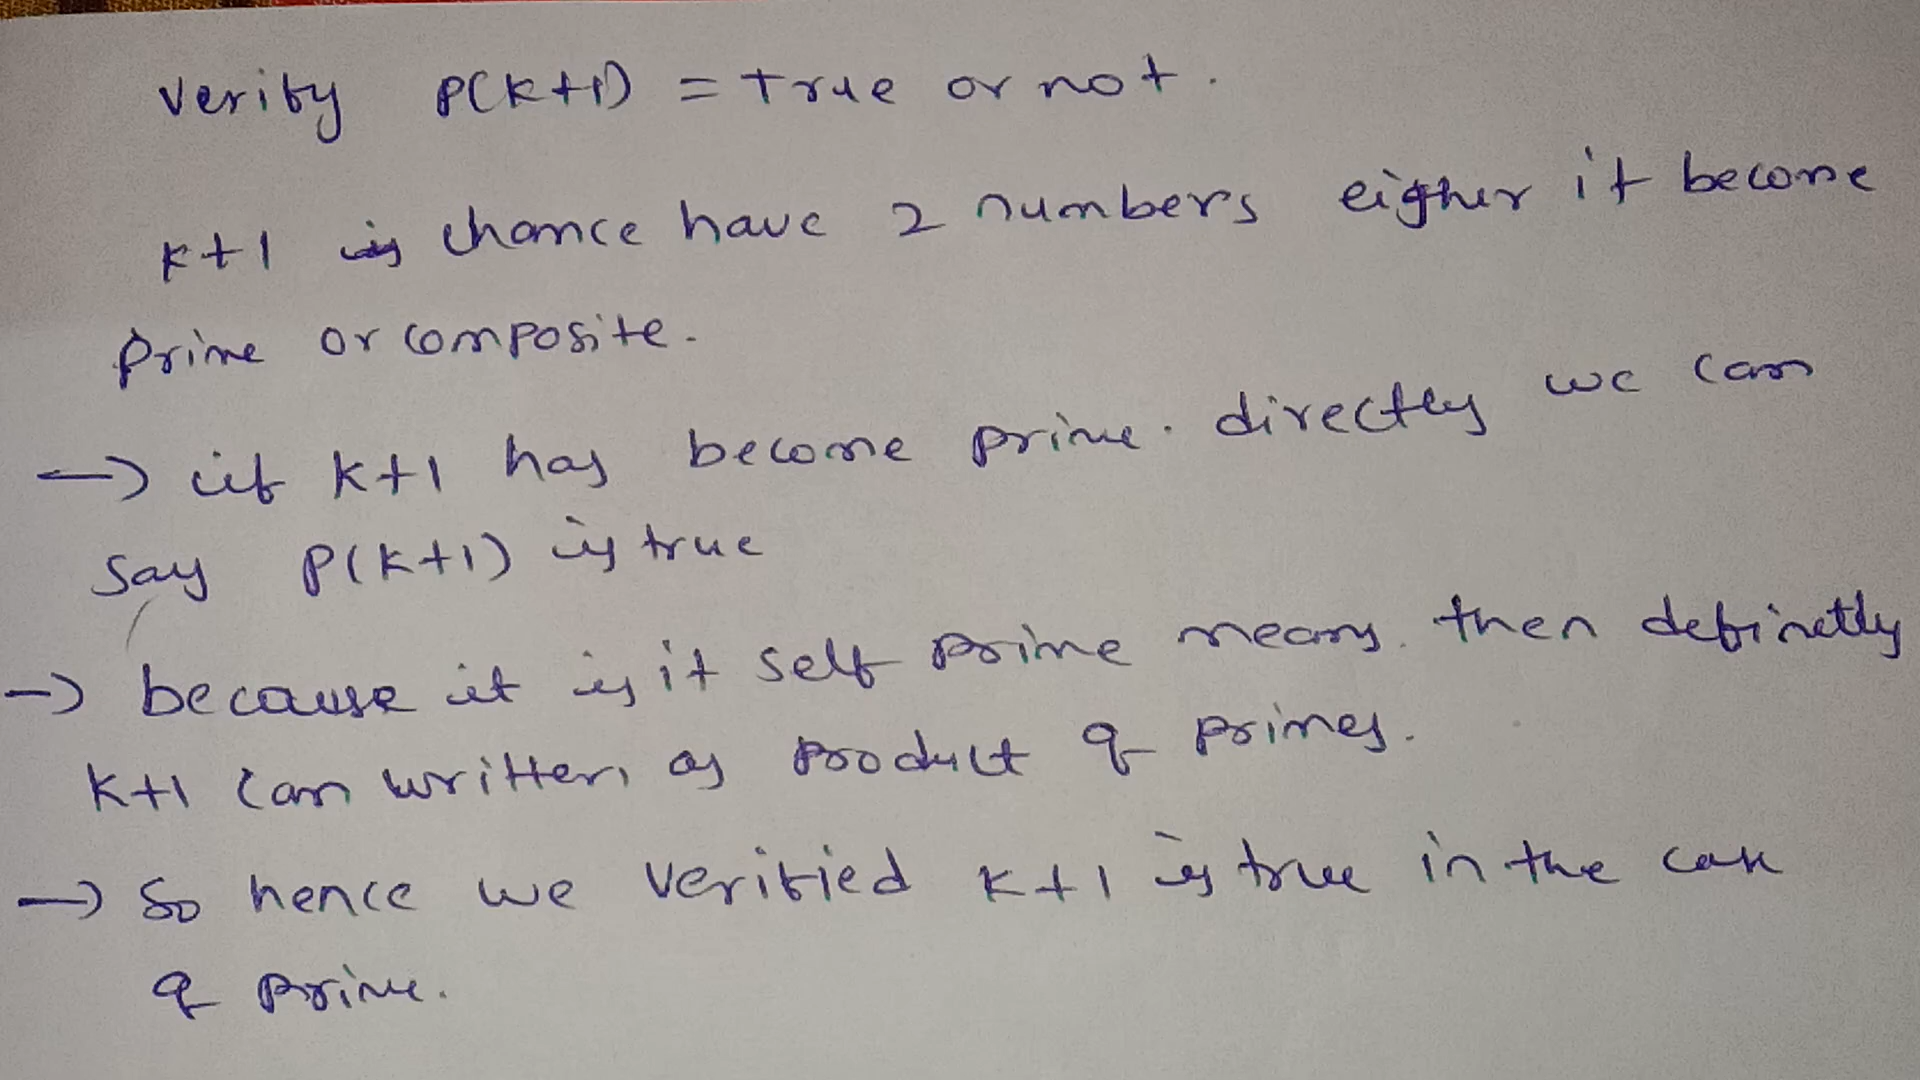 verify P(K+1) = true or not.
K+1 is chance have 2 numbers eigher it become
prime or composite.
→ if K+1 has become prime. directly we can
say P(K+1) is true
→ because it is it self prime means. then definetly
K+1 can written as product of primes.
→ So hence we verified K+1 is true in the case
of prime.